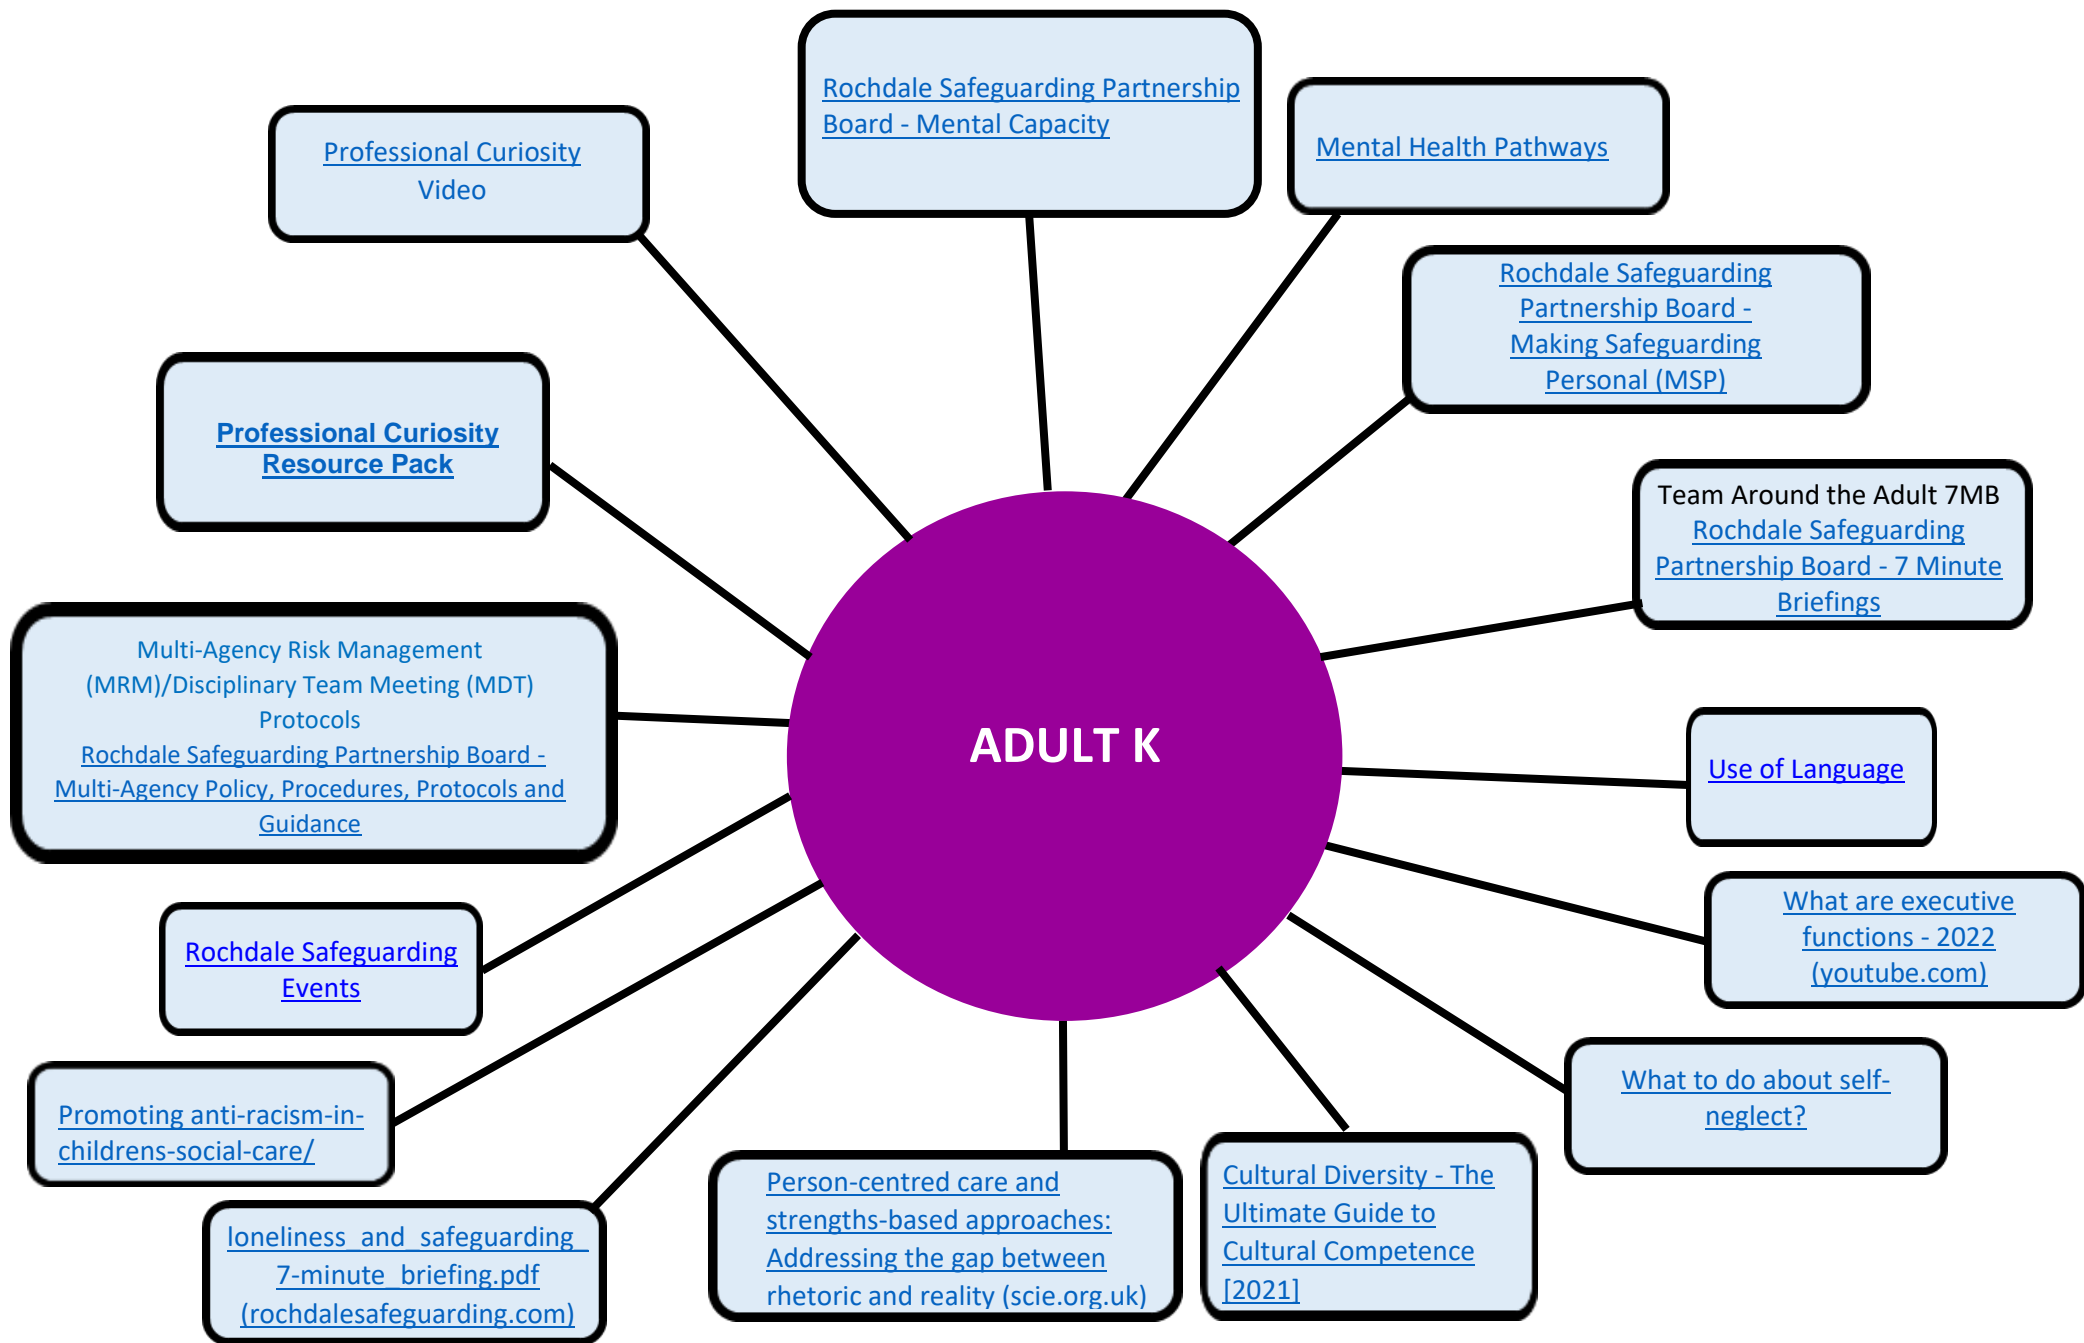 Rochdale Safeguarding Partnership
Board - Mental Capacity
Mental Health Pathways
Professional Curiosity
Video
Rochdale Safeguarding
Partnership Board -
Making Safeguarding
Personal (MSP)
Professional Curiosity
Resource Pack
Team Around the Adult 7MB
Rochdale Safeguarding
Partnership Board - 7 Minute
Briefings
Multi-Agency Risk Management
(MRM)/Disciplinary Team Meeting (MDT)
Protocols
Rochdale Safeguarding Partnership Board -
Multi-Agency Policy, Procedures, Protocols and
Guidance
ADULT K
Use of Language
What are executive
functions - 2022
(youtube.com)
Rochdale Safeguarding
Events
What to do about self-
neglect?
Promoting anti-racism-in-
childrens-social-care/
loneliness_and_safeguarding_
7-minute_briefing.pdf
(rochdalesafeguarding.com)
Person-centred care and
strengths-based approaches:
Addressing the gap between
rhetoric and reality (scie.org.uk)
Cultural Diversity - The
Ultimate Guide to
Cultural Competence
[2021]